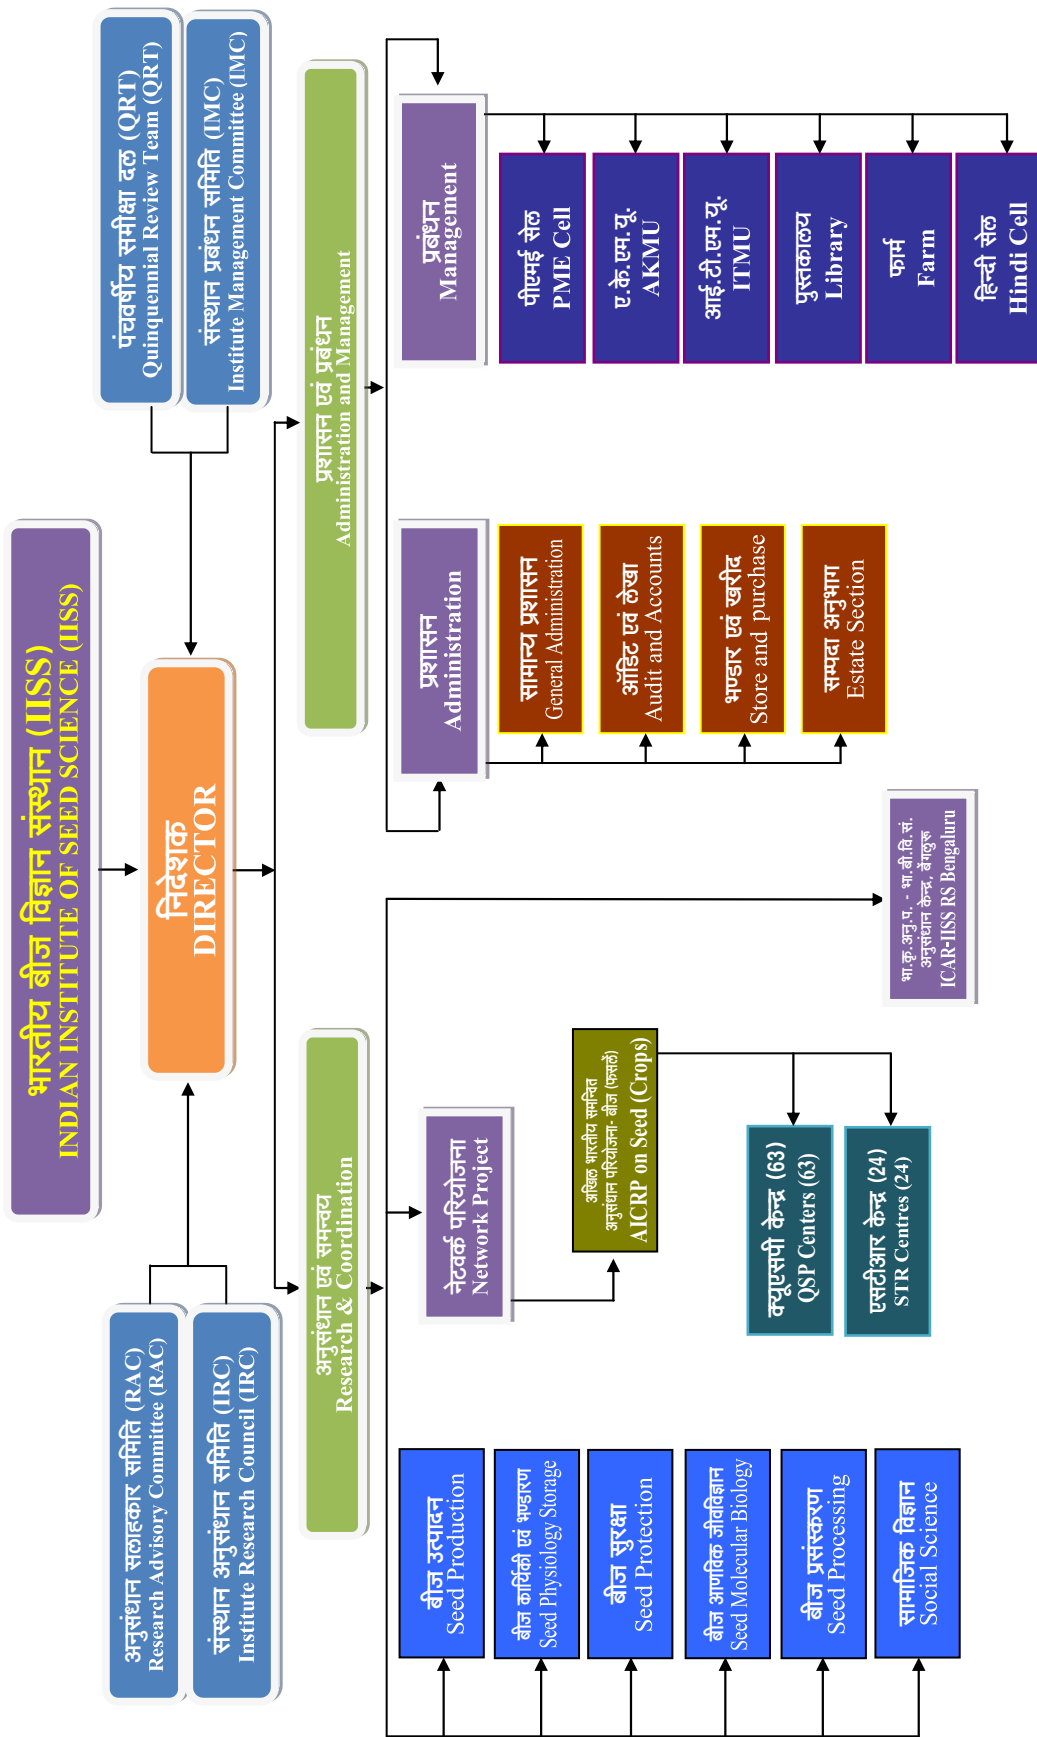 भारतीय बीज विज्ञान संस्थान (IISS)
INDIAN INSTITUTE OF SEED SCIENCE (IISS)
अनुसंधान सलाहकार समिति (RAC)
Research Advisory Committee (RAC)
संस्थान अनुसंधान समिति (IRC)
Institute Research Council (IRC)
निदेशक
DIRECTOR
पंचवर्षीय समीक्षा दल (QRT)
Quinquennial Review Team (QRT)
संस्थान प्रबंधन समिति (IMC)
Institute Management Committee (IMC)
अनुसंधान एवं समन्वय
Research & Coordination
प्रशासन एवं प्रबंधन
Administration and Management
बीज उत्पादन
Seed Production
बीज कार्यिकी एवं भण्डारण
Seed Physiology Storage
बीज सुरक्षा
Seed Protection
बीज आणविक जीवविज्ञान
Seed Molecular Biology
बीज प्रसंस्करण
Seed Processing
सामाजिक विज्ञान
Social Science
नेटवर्क परियोजना
Network Project
अखिल भारतीय समन्वित
अनुसंधान परियोजना- बीज (फसलें)
AICRP on Seed (Crops)
क्यूएसपी केन्द्र (63)
QSP Centers (63)
एसटीआर केन्द्र (24)
STR Centres (24)
भा.कृ.अनु.प. - भा.बी.वि.सं.
अनुसंधान केन्द्र, बेंगलुरू
ICAR-IISS RS Bengaluru
प्रशासन
Administration
सामान्य प्रशासन
General Administration
ऑडिट एवं लेखा
Audit and Accounts
भण्डार एवं खरीद
Store and purchase
सम्पदा अनुभाग
Estate Section
प्रबंधन
Management
पीएमई सेल
PME Cell
ए.के.एम.यू.
AKMU
आई.टी.एम.यू.
ITMU
पुस्तकालय
Library
फार्म
Farm
हिन्दी सेल
Hindi Cell